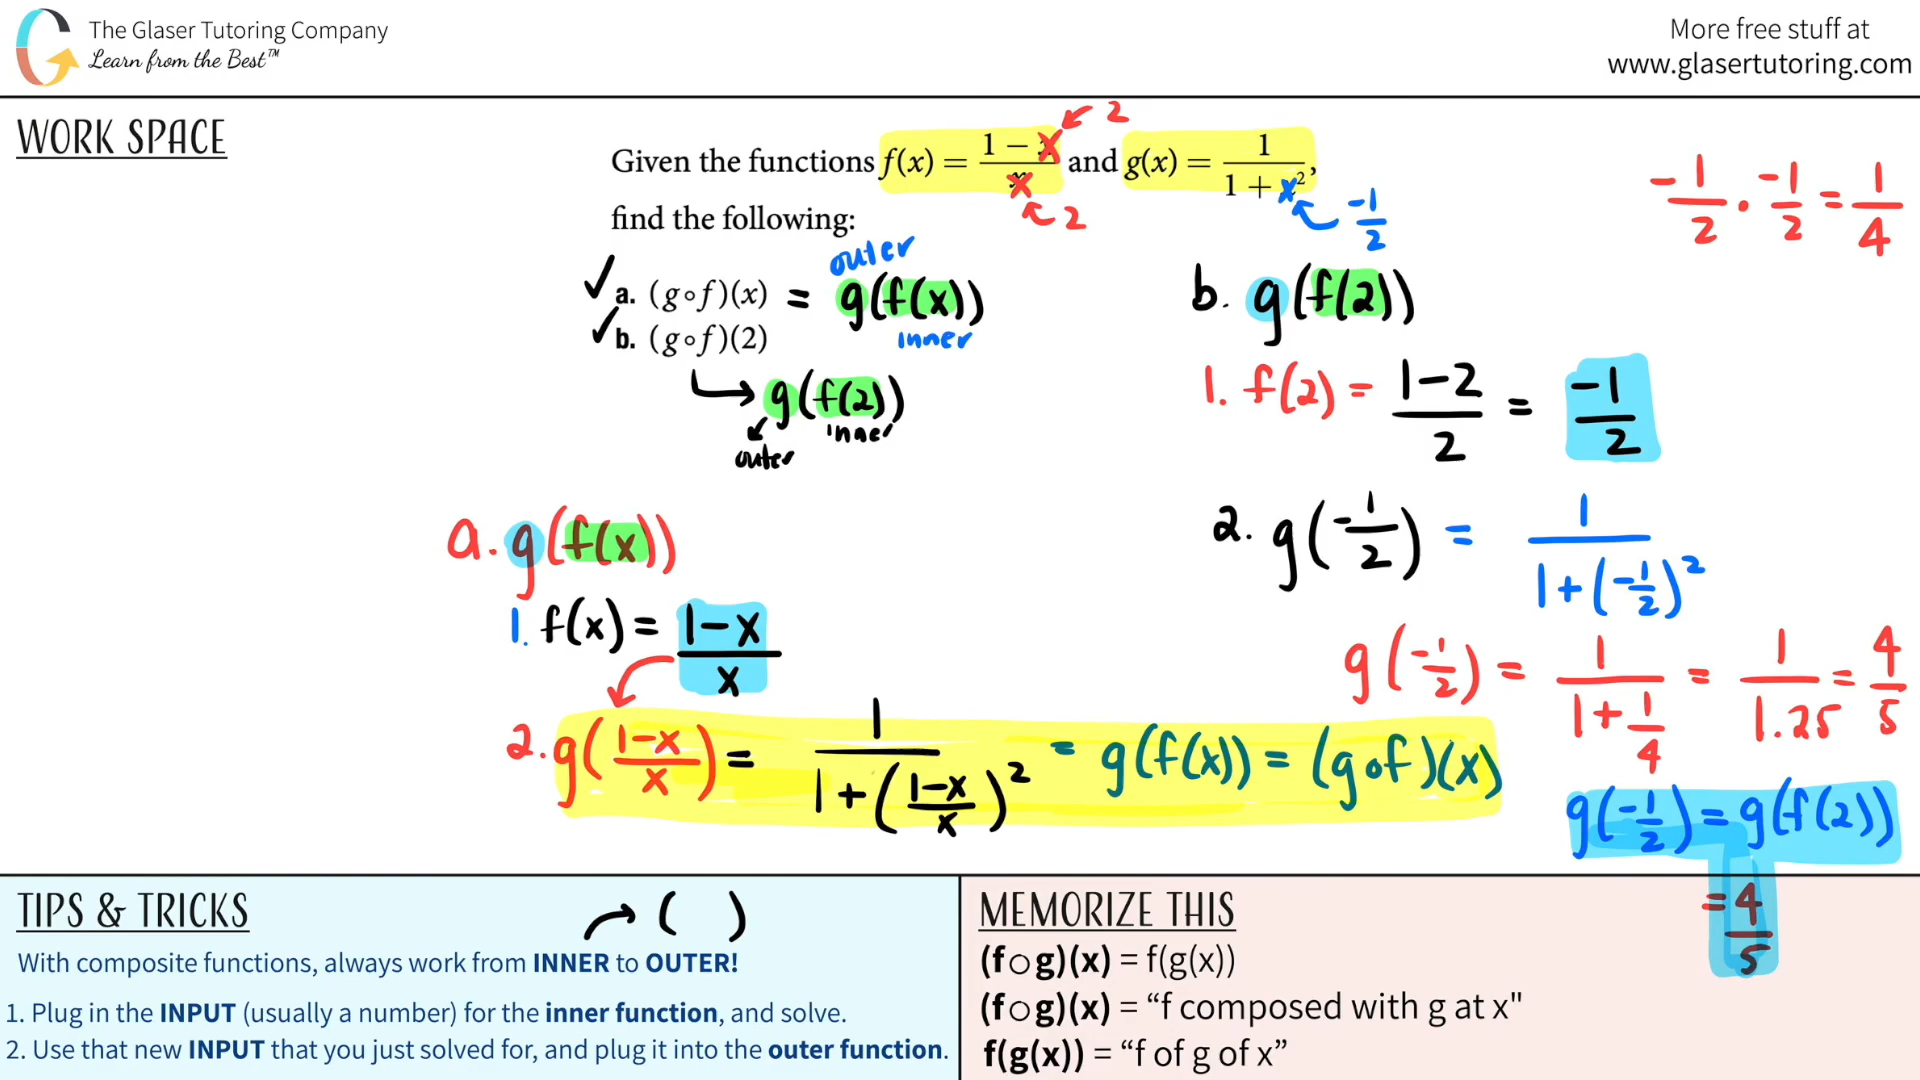 The Glaser Tutoring Company
Learn from the Best™
More free stuff at
www.glasertutoring.com
WORK SPACE
Given the functions f(x) = (1 − x)/x and g(x) = 1/(1 + x²),
2
2
-1/2
find the following:
a. (g∘f)(x) = g(f(x))
outer
inner
b. (g∘f)(2)
→ g(f(2))
outer
inner
a. g(f(x))
1. f(x) = (1-x)/x
2. g((1-x)/x) = 1/(1+((1-x)/x)²) = g(f(x)) = (g∘f)(x)
-1/2 · -1/2 = 1/4
b. g(f(2))
1. f(2) = (1-2)/2 = -1/2
2. g(-1/2) = 1/(1+(-1/2)²)
g(-1/2) = 1/(1+1/4) = 1/1.25 = 4/5
g(-1/2) = g(f(2))
= 4/5
TIPS & TRICKS
→ ( )
With composite functions, always work from INNER to OUTER!
1. Plug in the INPUT (usually a number) for the inner function, and solve.
2. Use that new INPUT that you just solved for, and plug it into the outer function.
MEMORIZE THIS
(f○g)(x) = f(g(x))
(f○g)(x) = “f composed with g at x"
f(g(x)) = “f of g of x”